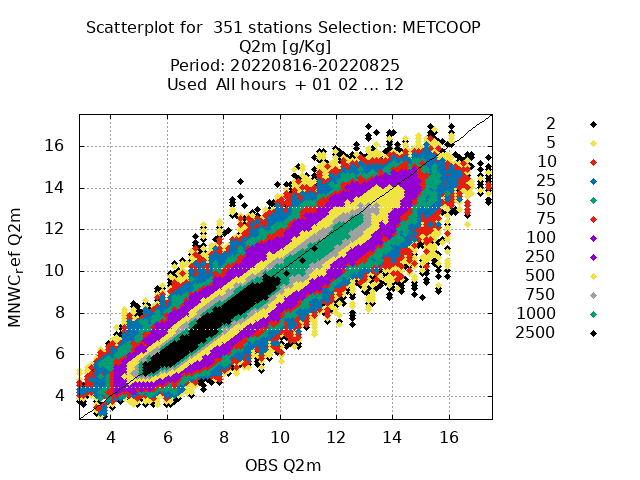 Scatterplot for 351 stations Selection: METCOOP
Q2m [g/Kg]
Period: 20220816-20220825
Used All hours + 01 02 ... 12
MNWC,ref Q2m
16
14
12
10
8
6
4
4 6 8 10 12 14 16
OBS Q2m
2
5
10
25
50
75
100
250
500
750
1000
2500